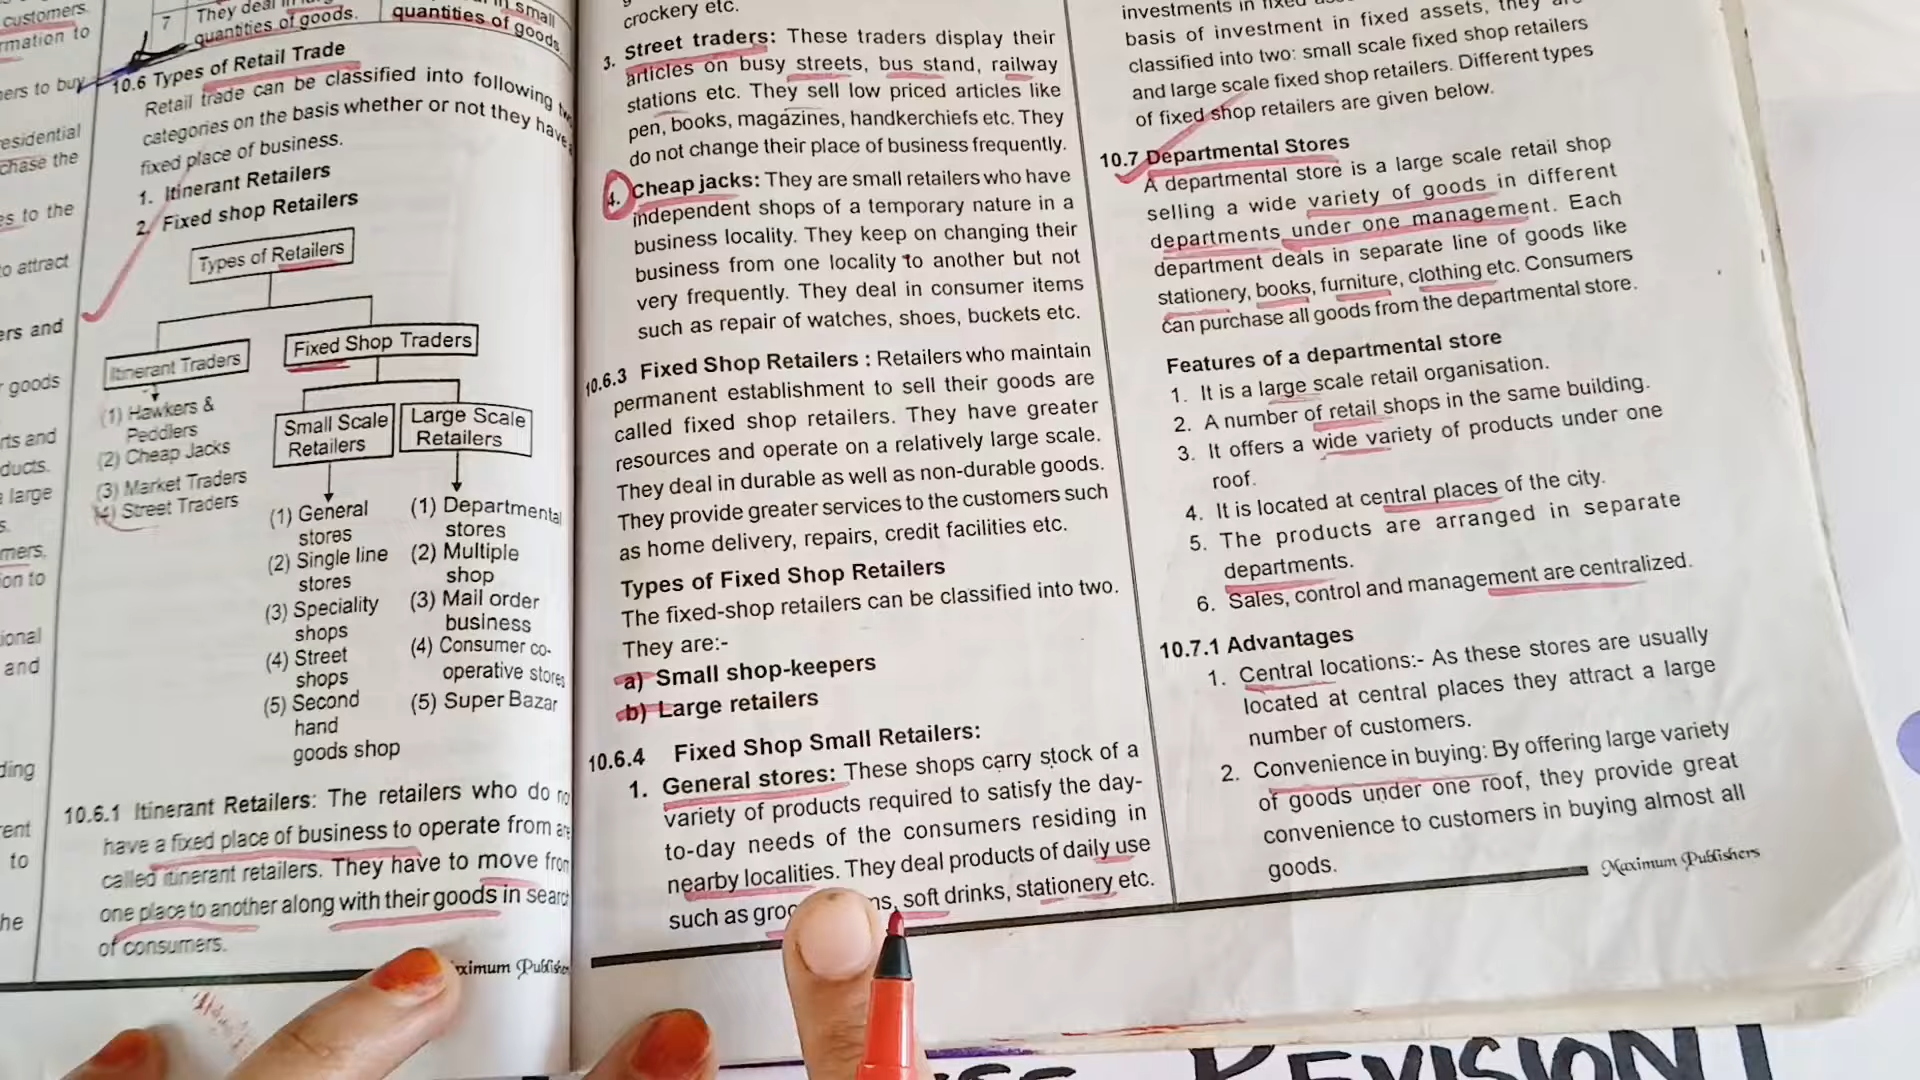 customers.
rmation to
ners to buy
residential
chase the
es to the
to attract
ers and
goods
rts and
ducts.
large
s.
mers,
ion to
ional
and
ding
rent
to
he
7 They deal in
quantities of goods.
in small
quantities of goods.
10.6 Types of Retail Trade
Retail trade can be classified into following
categories on the basis whether or not they have
fixed place of business.
1. Itinerant Retailers
2. Fixed shop Retailers
Types of Retailers
Itinerant Traders
Fixed Shop Traders
(1) Hawkers &
Peddlers
(2) Cheap Jacks
(3) Market Traders
(4) Street Traders
Small Scale
Retailers
Large Scale
Retailers
(1) General
stores
(2) Single line
stores
(3) Speciality
shops
(4) Street
shops
(5) Second
hand
goods shop
(1) Departmental
stores
(2) Multiple
shop
(3) Mail order
business
(4) Consumer co-
operative stores
(5) Super Bazar
10.6.1 Itinerant Retailers: The retailers who do
have a fixed place of business to operate from
called itinerant retailers. They have to move from
one place to another along with their goods in search
of consumers.
ximum Publishe
crockery etc.
3. Street traders: These traders display their
articles on busy streets, bus stand, railway
stations etc. They sell low priced articles like
pen, books, magazines, handkerchiefs etc. They
do not change their place of business frequently.
4. Cheap jacks: They are small retailers who have
independent shops of a temporary nature in a
business locality. They keep on changing their
business from one locality to another but not
very frequently. They deal in consumer items
such as repair of watches, shoes, buckets etc.
10.6.3 Fixed Shop Retailers : Retailers who maintain
permanent establishment to sell their goods are
called fixed shop retailers. They have greater
resources and operate on a relatively large scale.
They deal in durable as well as non-durable goods.
They provide greater services to the customers such
as home delivery, repairs, credit facilities etc.
Types of Fixed Shop Retailers
The fixed-shop retailers can be classified into two.
They are:-
a) Small shop-keepers
b) Large retailers
10.6.4 Fixed Shop Small Retailers:
1. General stores: These shops carry stock of a
variety of products required to satisfy the day-
to-day needs of the consumers residing in
nearby localities. They deal products of daily use
such as groc ns, soft drinks, stationery etc.
investments in fixed
basis of investment in fixed assets, they are
classified into two: small scale fixed shop retailers
and large scale fixed shop retailers. Different types
of fixed shop retailers are given below.
10.7 Departmental Stores
A departmental store is a large scale retail shop
selling a wide variety of goods in different
departments under one management. Each
department deals in separate line of goods like
stationery, books, furniture, clothing etc. Consumers
can purchase all goods from the departmental store.
Features of a departmental store
1. It is a large scale retail organisation.
2. A number of retail shops in the same building.
3. It offers a wide variety of products under one
roof.
4. It is located at central places of the city.
5. The products are arranged in separate
departments.
6. Sales, control and management are centralized.
10.7.1 Advantages
1. Central locations:- As these stores are usually
located at central places they attract a large
number of customers.
2. Convenience in buying: By offering large variety
of goods under one roof, they provide great
convenience to customers in buying almost all
goods.
Maximum Publishers
REVISION